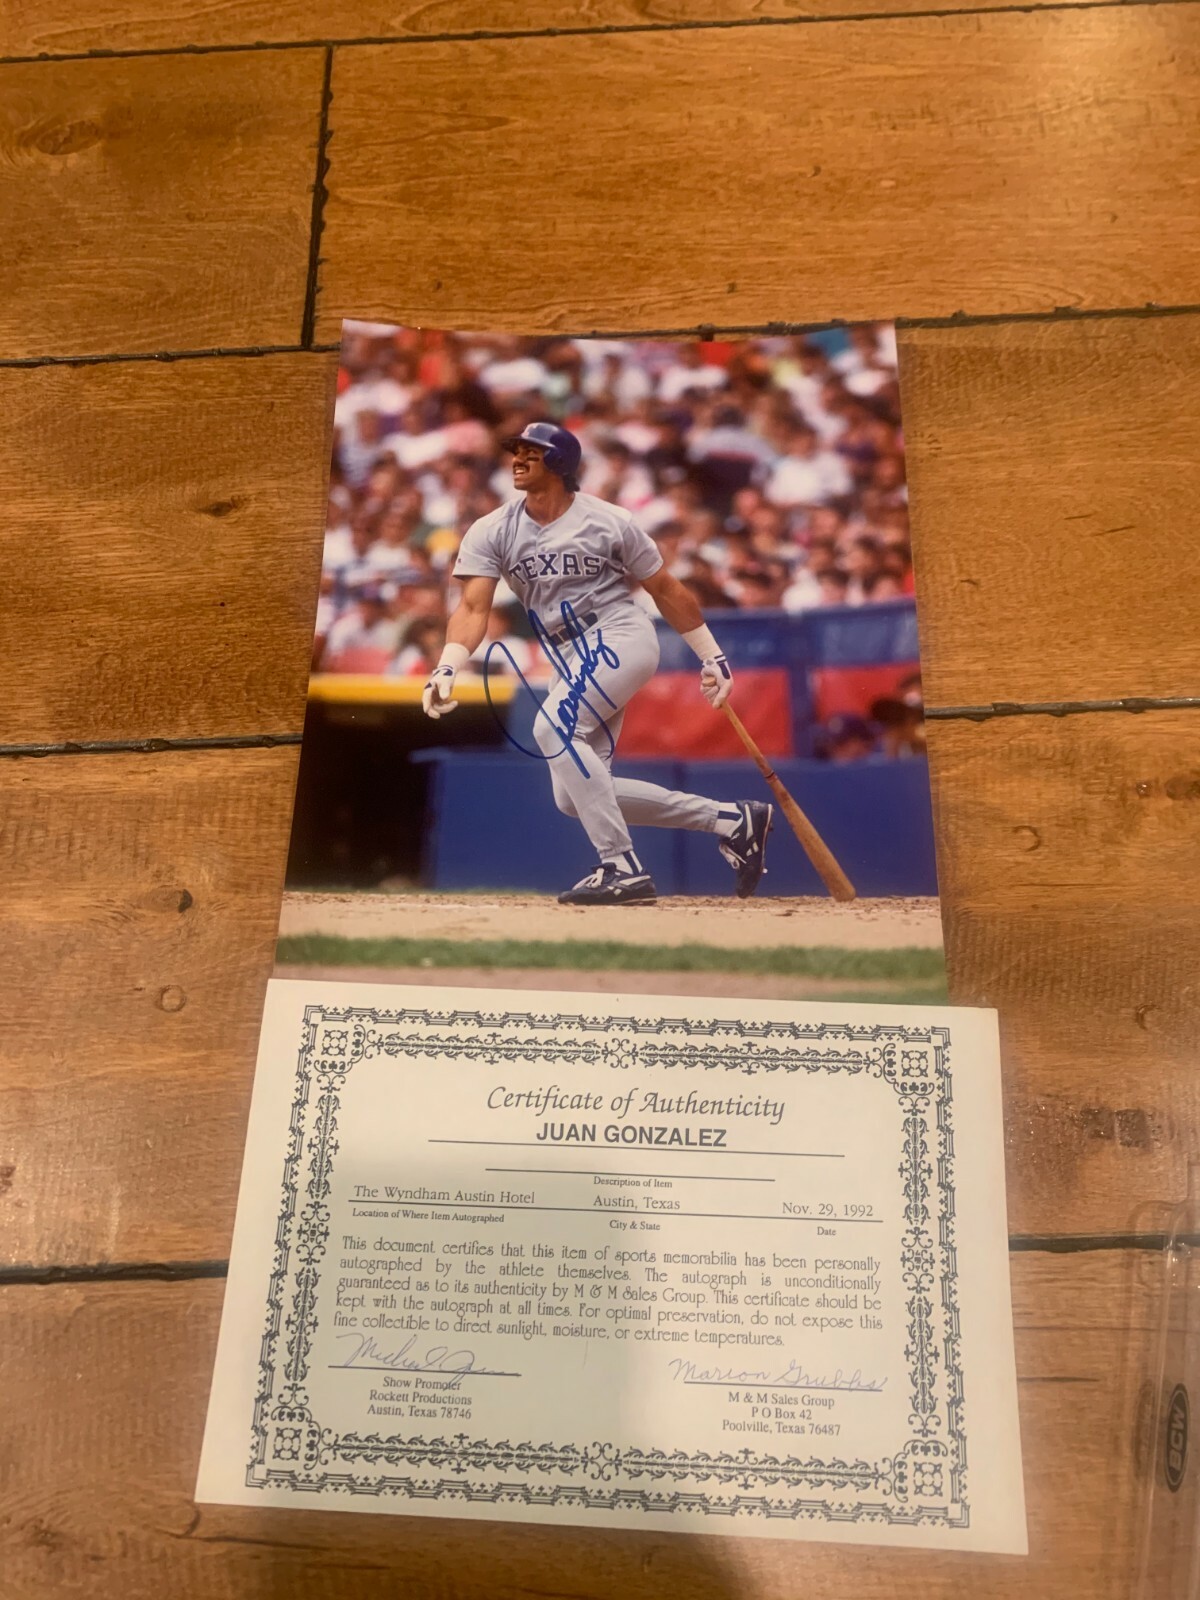 TEXAS
Certificate of Authenticity
JUAN GONZALEZ
Description of Item
The Wyndham Austin Hotel Austin, Texas Nov. 29, 1992
Location of Where Item Autographed City & State Date
This document certifies that this item of sports memorabilia has been personally
autographed by the athlete themselves. The autograph is unconditionally
guaranteed as to its authenticity by M & M Sales Group. This certificate should be
kept with the autograph at all times. For optimal preservation, do not expose this
fine collectible to direct sunlight, moisture, or extreme temperatures.
Marion Grubbs
Show Promoter
Rockett Productions
Austin, Texas 78746
M & M Sales Group
P O Box 42
Poolville, Texas 76487
BCW